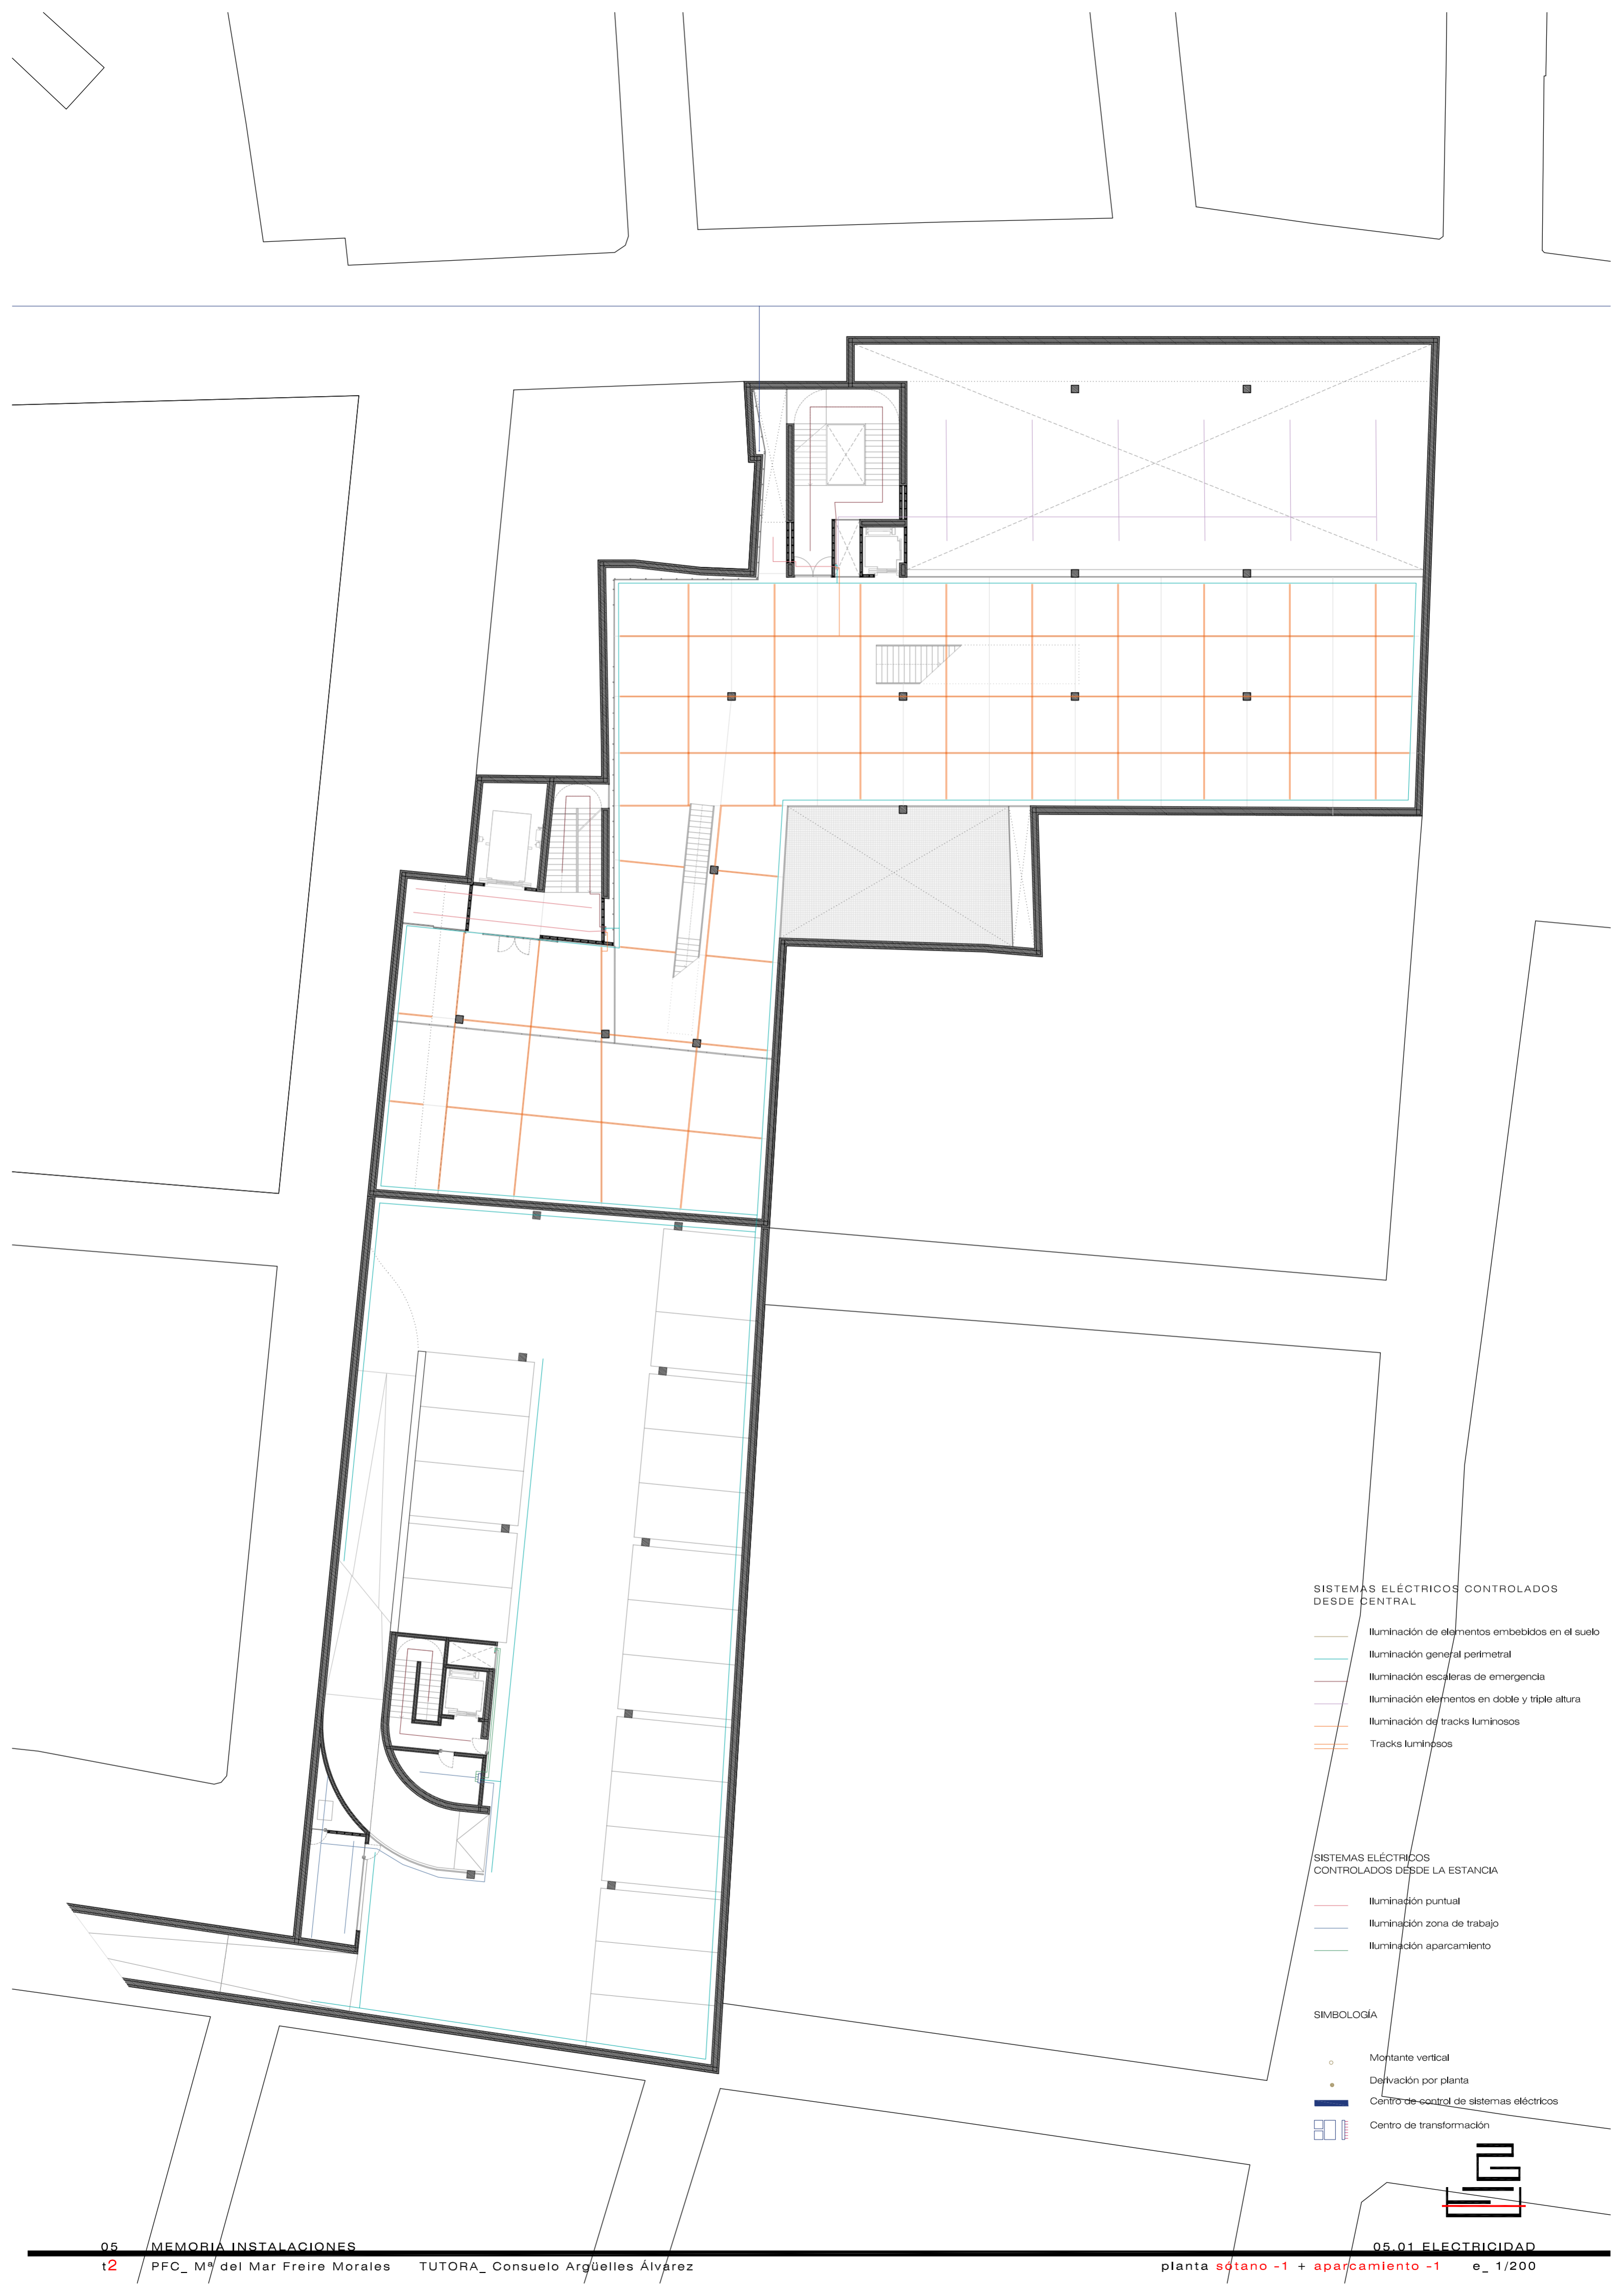 SISTEMAS ELÉCTRICOS CONTROLADOS
DESDE CENTRAL
Iluminación de elementos embebidos en el suelo
Iluminación general perimetral
Iluminación escaleras de emergencia
Iluminación elementos en doble y triple altura
Iluminación de tracks luminosos
Tracks luminosos
SISTEMAS ELÉCTRICOS
CONTROLADOS DESDE LA ESTANCIA
Iluminación puntual
Iluminación zona de trabajo
Iluminación aparcamiento
SIMBOLOGÍA
Montante vertical
Derivación por planta
Centro de control de sistemas eléctricos
Centro de transformación
05 MEMORIA INSTALACIONES
05.01 ELECTRICIDAD
t2 PFC_ Mª del Mar Freire Morales TUTORA_ Consuelo Argüelles Álvarez
planta sótano -1 + aparcamiento -1 e_ 1/200